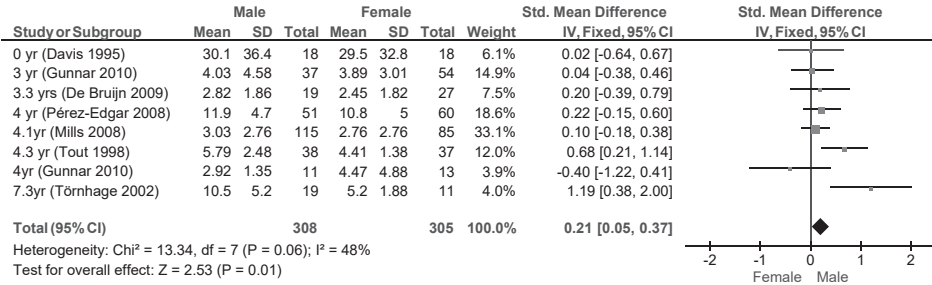 Male Female Std. Mean Difference Std. Mean Difference
Study or Subgroup Mean SD Total Mean SD Total Weight IV, Fixed, 95% CI IV, Fixed, 95% CI
0 yr (Davis 1995) 30.1 36.4 18 29.5 32.8 18 6.1% 0.02 [-0.64, 0.67]
3 yr (Gunnar 2010) 4.03 4.58 37 3.89 3.01 54 14.9% 0.04 [-0.38, 0.46]
3.3 yrs (De Bruijn 2009) 2.82 1.86 19 2.45 1.82 27 7.5% 0.20 [-0.39, 0.79]
4 yr (Pérez-Edgar 2008) 11.9 4.7 51 10.8 5 60 18.6% 0.22 [-0.15, 0.60]
4.1yr (Mills 2008) 3.03 2.76 115 2.76 2.76 85 33.1% 0.10 [-0.18, 0.38]
4.3 yr (Tout 1998) 5.79 2.48 38 4.41 1.38 37 12.0% 0.68 [0.21, 1.14]
4yr (Gunnar 2010) 2.92 1.35 11 4.47 4.88 13 3.9% -0.40 [-1.22, 0.41]
7.3yr (Törnhage 2002) 10.5 5.2 19 5.2 1.88 11 4.0% 1.19 [0.38, 2.00]
Total (95% CI) 308 305 100.0% 0.21 [0.05, 0.37]
Heterogeneity: Chi² = 13.34, df = 7 (P = 0.06); I² = 48%
Test for overall effect: Z = 2.53 (P = 0.01)
-2 -1 0 1 2
Female Male